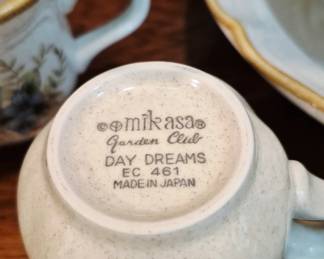 ©⊕mikasa®
Garden Club
DAY DREAMS
EC 461
MADE IN JAPAN